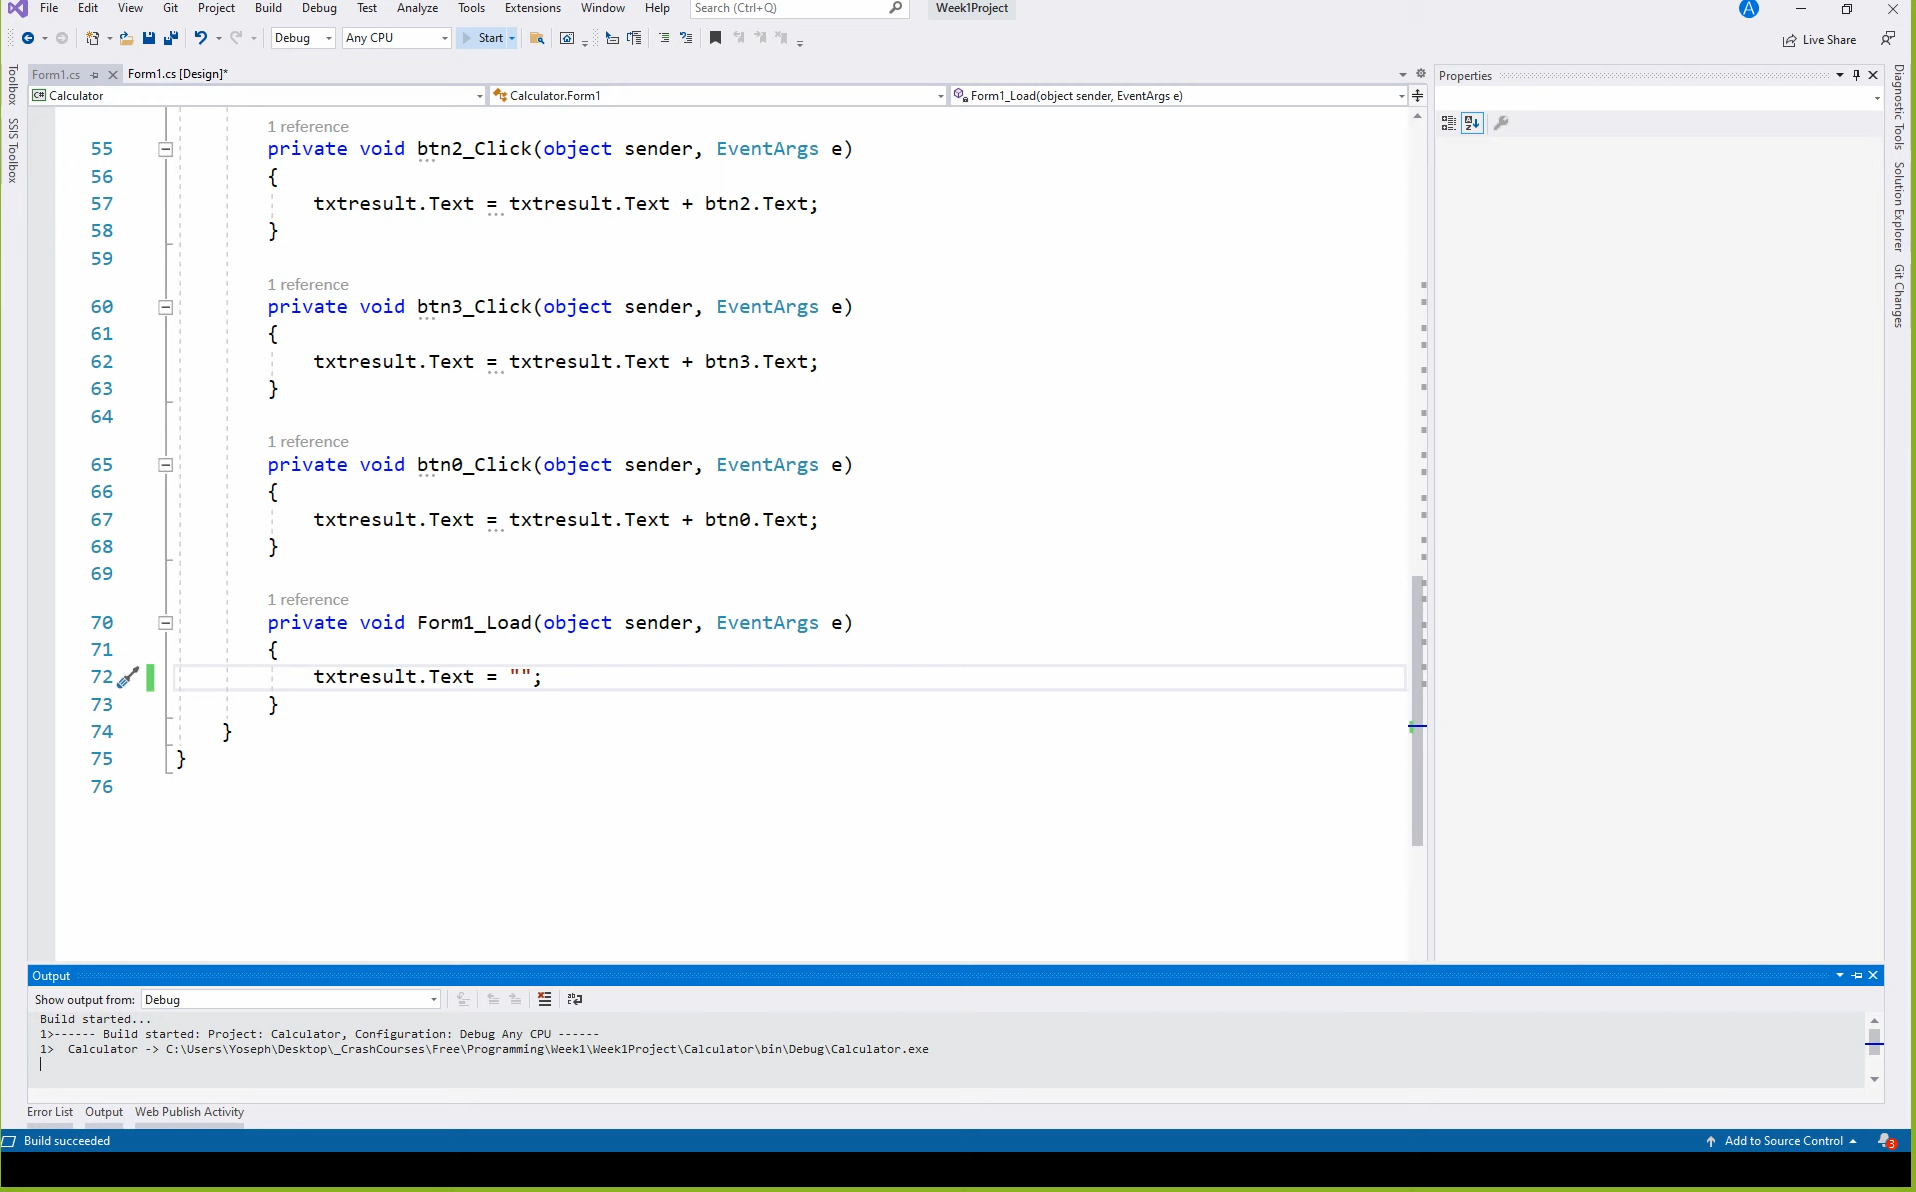 File Edit View Git Project Build Debug Test Analyze Tools Extensions Window Help Search (Ctrl+Q) Week1Project A
Debug Any CPU Start Live Share
Form1.cs Form1.cs [Design]* Properties
C# Calculator Calculator.Form1 Form1_Load(object sender, EventArgs e)
Toolbox
SSIS Toolbox
Diagnostic Tools
Solution Explorer
Git Changes
1 reference
55 private void btn2_Click(object sender, EventArgs e)
56 {
57 txtresult.Text = txtresult.Text + btn2.Text;
58 }
59
1 reference
60 private void btn3_Click(object sender, EventArgs e)
61 {
62 txtresult.Text = txtresult.Text + btn3.Text;
63 }
64
1 reference
65 private void btn0_Click(object sender, EventArgs e)
66 {
67 txtresult.Text = txtresult.Text + btn0.Text;
68 }
69
1 reference
70 private void Form1_Load(object sender, EventArgs e)
71 {
72 txtresult.Text = "";
73 }
74 }
75 }
76
Output
Show output from: Debug
Build started...
1>------ Build started: Project: Calculator, Configuration: Debug Any CPU ------
1> Calculator -> C:\Users\Yoseph\Desktop\_CrashCourses\Free\Programming\Week1\Week1Project\Calculator\bin\Debug\Calculator.exe
Error List Output Web Publish Activity
Build succeeded Add to Source Control 3